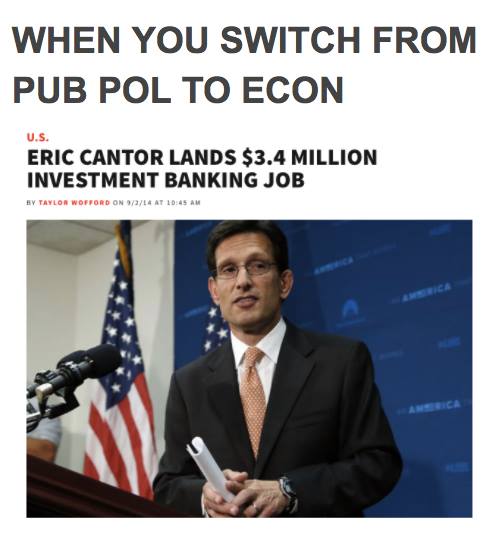 WHEN YOU SWITCH FROM
PUB POL TO ECON
U.S.
ERIC CANTOR LANDS $3.4 MILLION
INVESTMENT BANKING JOB
BY TAYLOR WOFFORD ON 9/2/14 AT 10:45 AM
AMERICA
AMERICA
AMERICA